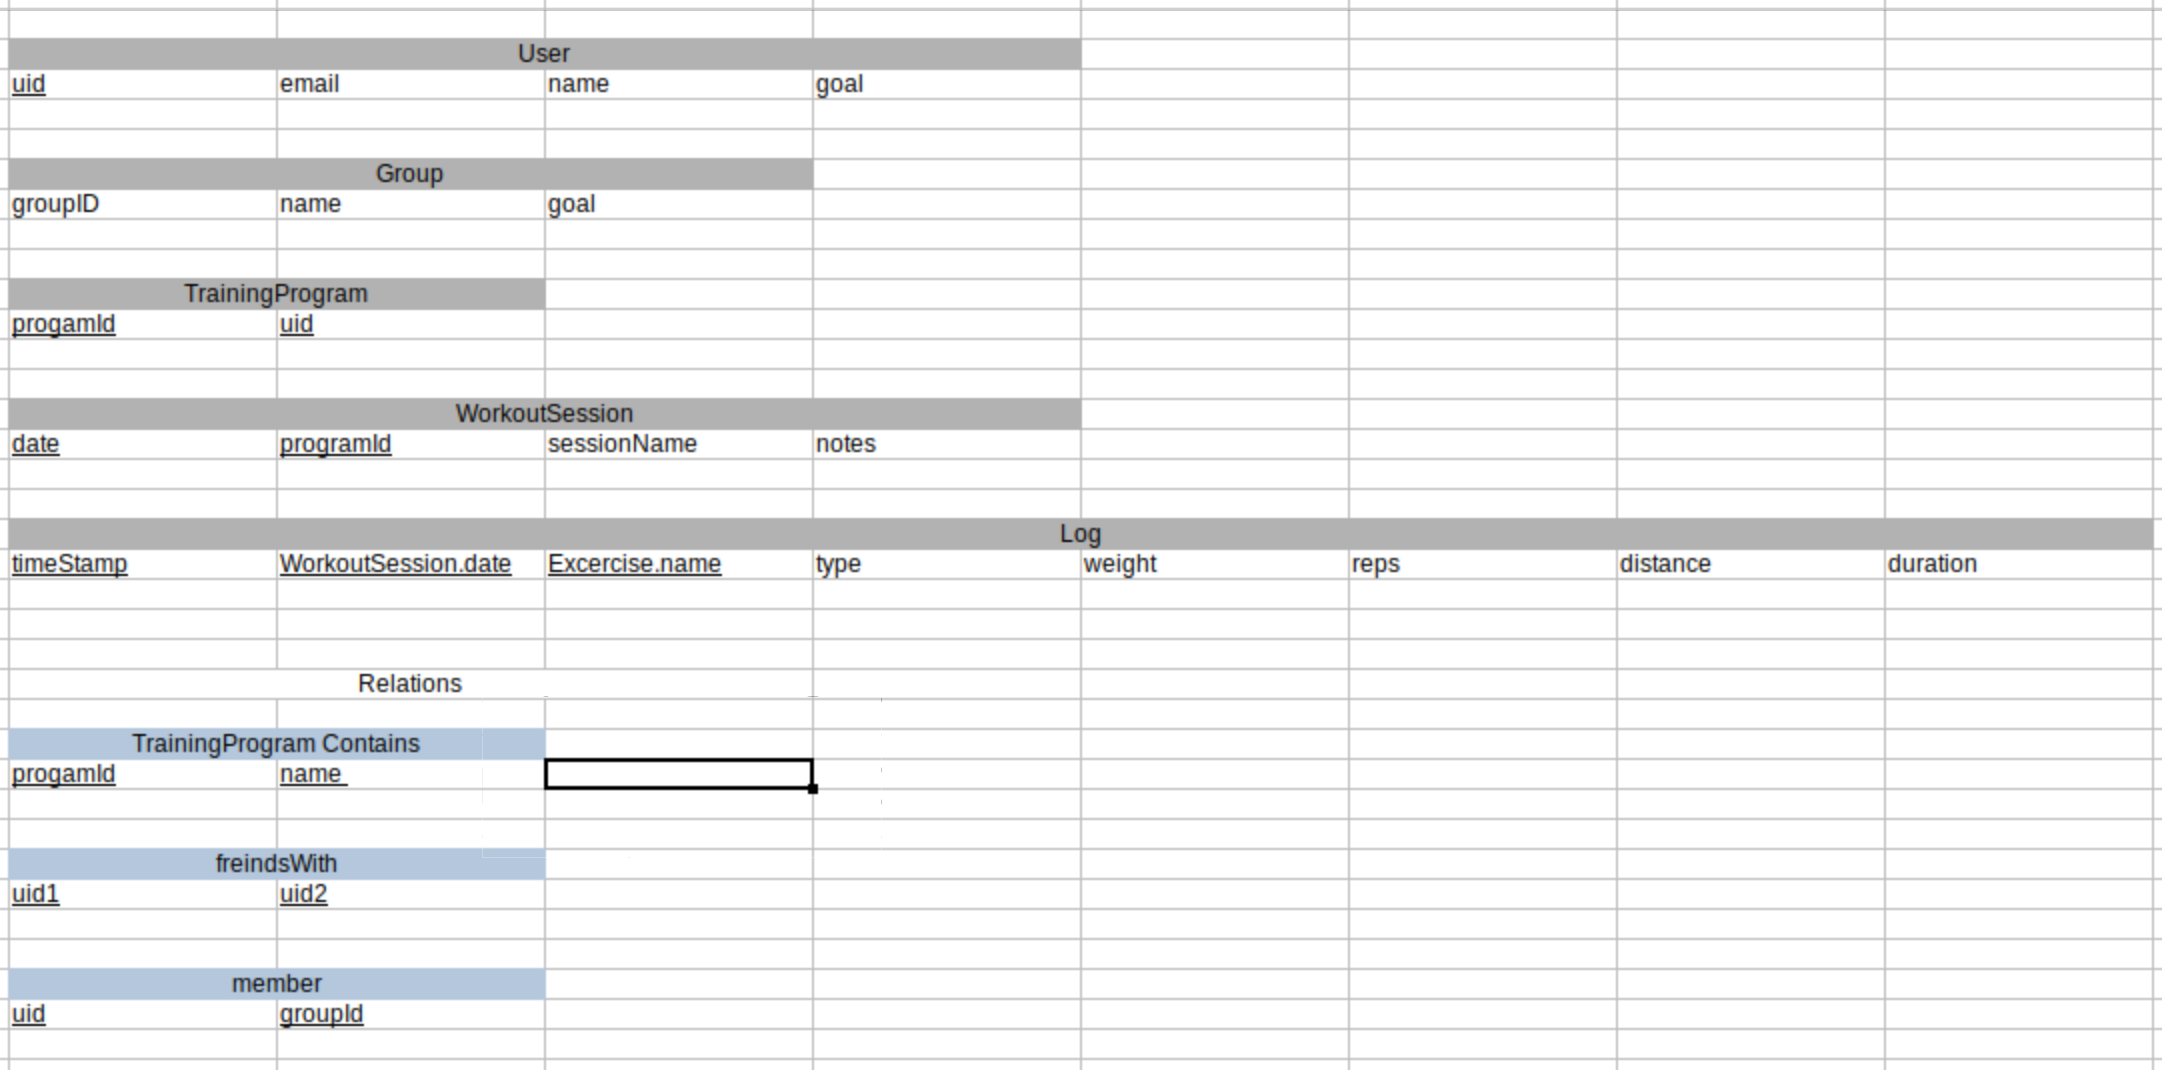 User
uid email name goal
Group
groupID name goal
TrainingProgram
progamId uid
WorkoutSession
date programId sessionName notes
Log
timeStamp WorkoutSession.date Excercise.name type weight reps distance duration
Relations
TrainingProgram Contains
progamId name
freindsWith
uid1 uid2
member
uid groupId